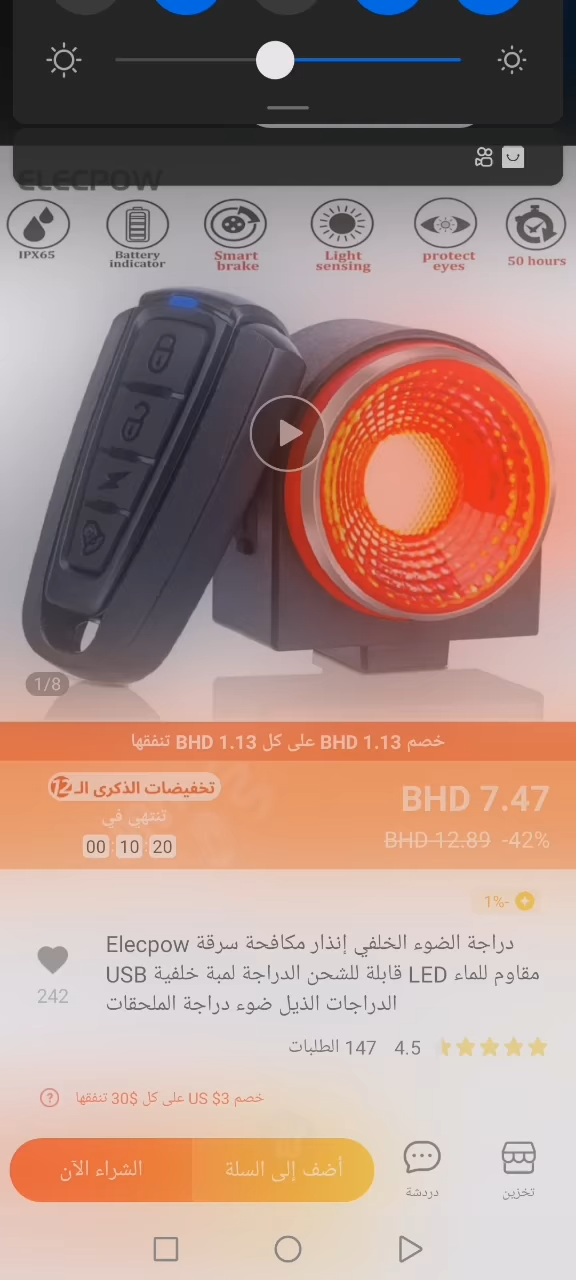 ELECPOW
IPX65
Battery indicator
Smart brake
Light sensing
protect eyes
50 hours
1/8
خصم BHD 1.13 على كل BHD 1.13 تنفقها
تخفيضات الذكرى الـ12
BHD 7.47
تنتهي في
BHD 12.89 -42%
00 10 20
-%1
دراجة الضوء الخلفي إنذار مكافحة سرقة Elecpow
مقاوم للماء LED قابلة للشحن الدراجة لمبة خلفية USB
الدراجات الذيل ضوء دراجة الملحقات
242
4.5 147 الطلبات
خصم US $3 على كل $30 تنفقها
تخزين
دردشة
أضف إلى السلة
الشراء الآن